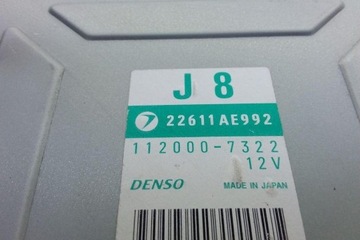 J 8
22611AE992
112000-7322
12V
DENSO MADE IN JAPAN